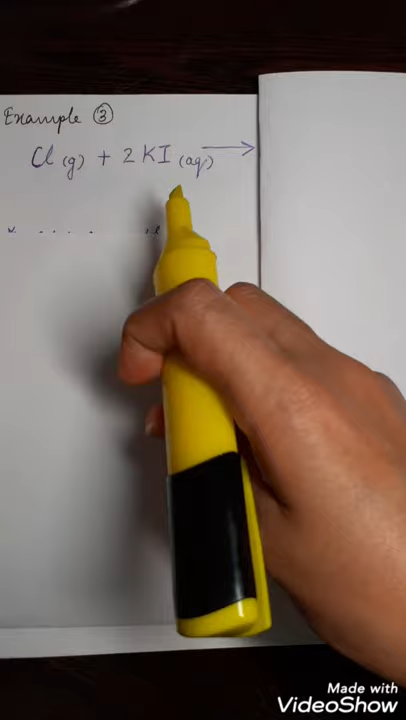 Example ③
Cl (g) + 2 KI (aq) →
Made with
VideoShow